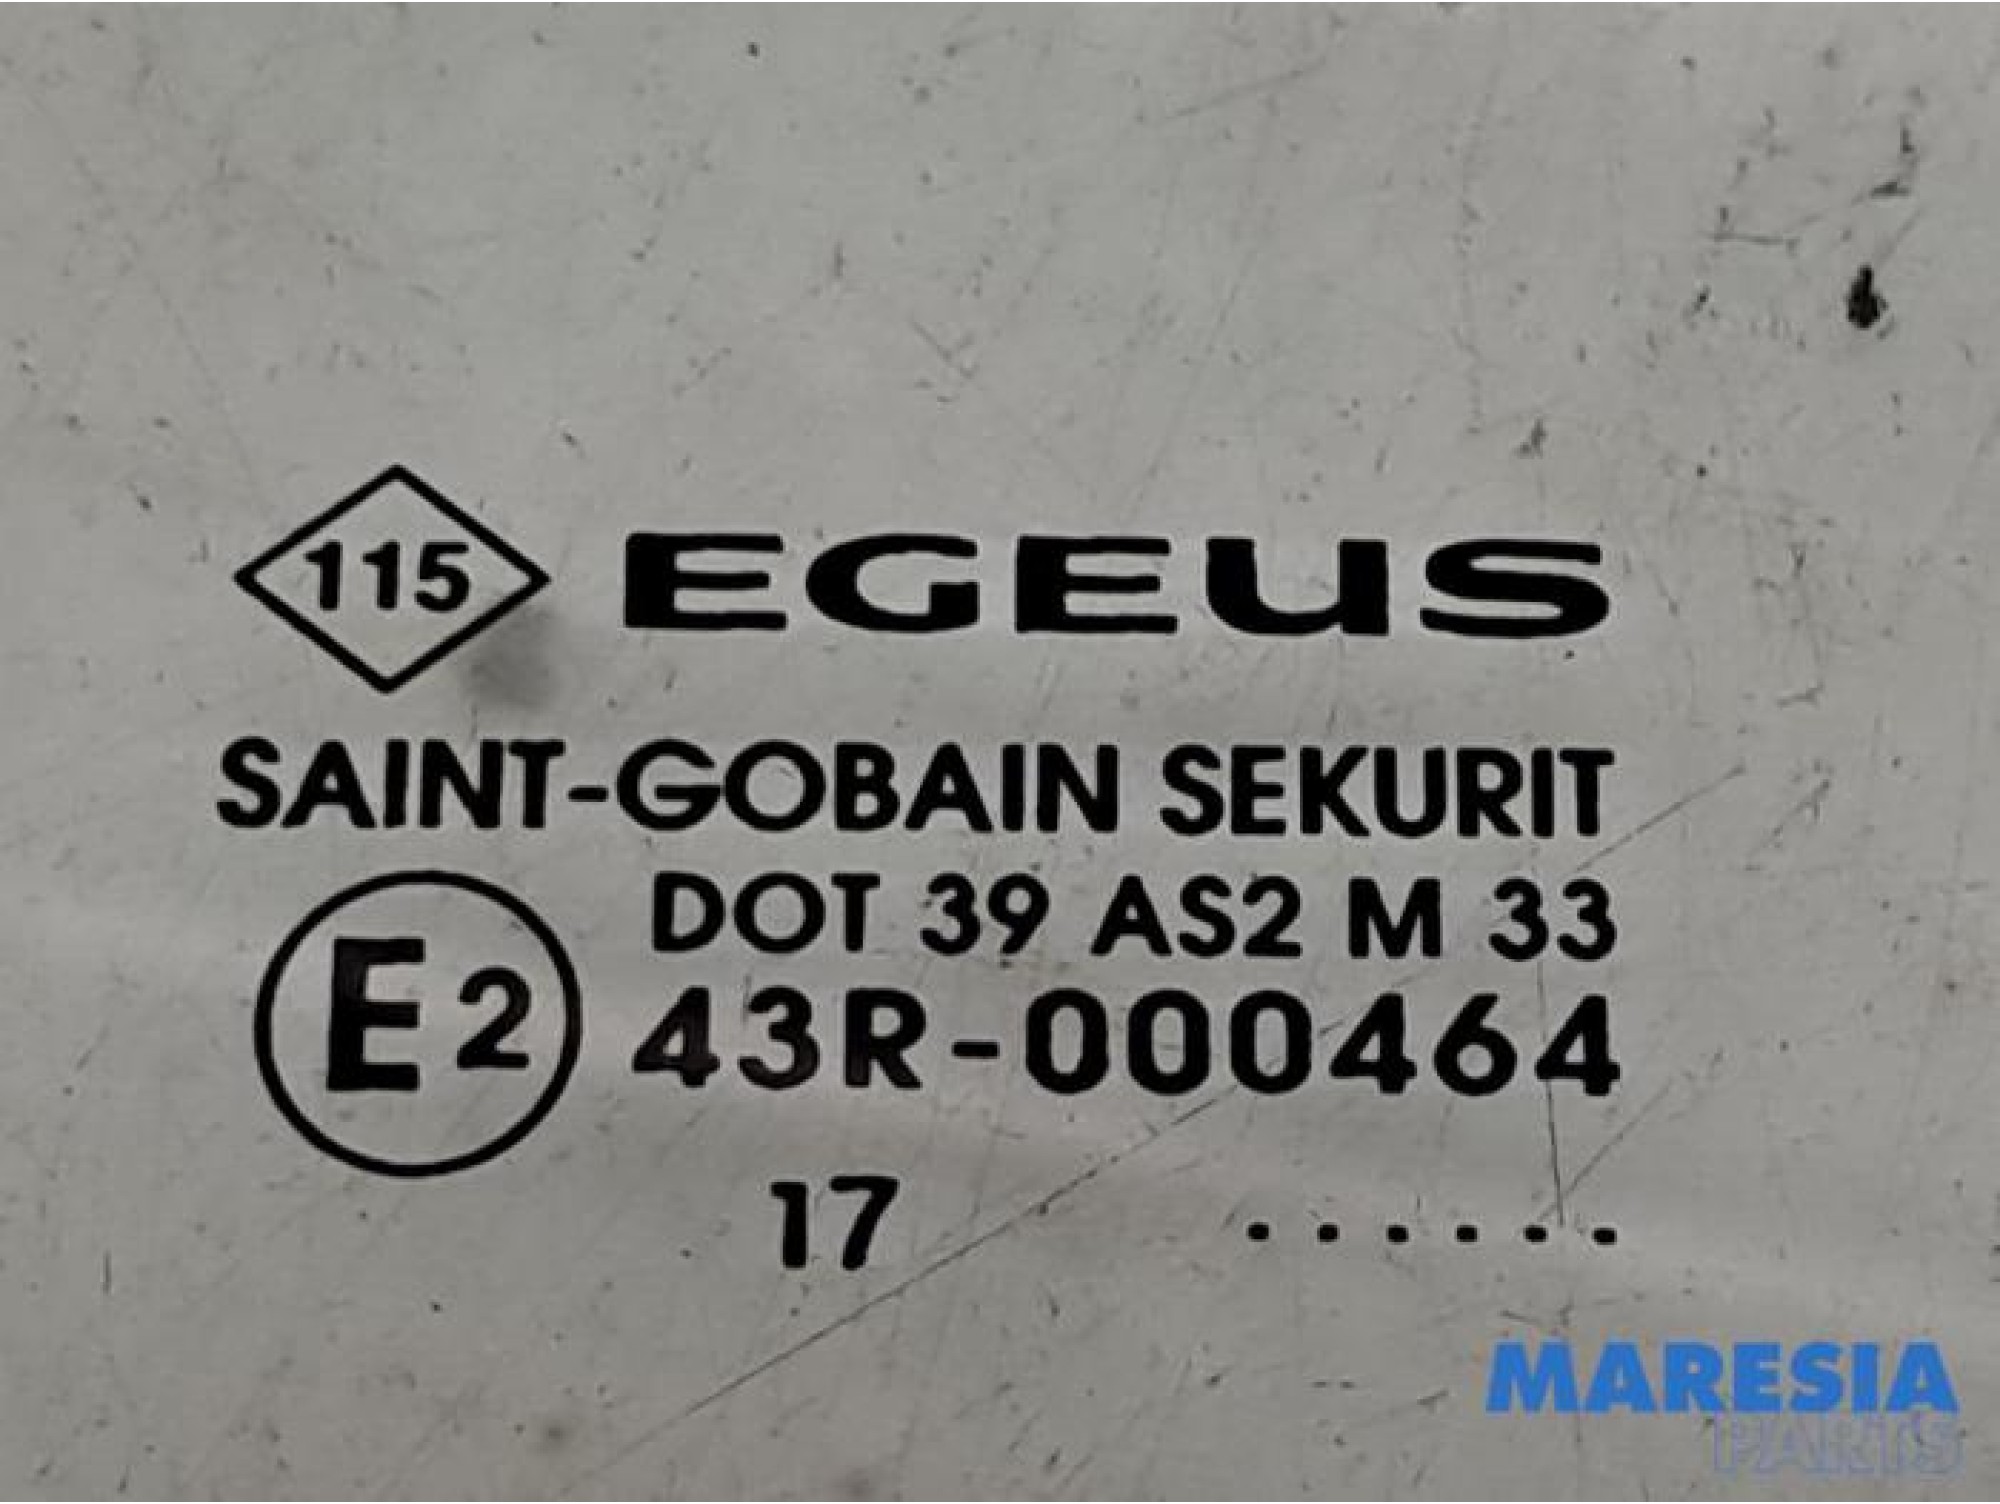 115 EGEUS
SAINT-GOBAIN SEKURIT
DOT 39 AS2 M 33
E2 43R-000464
17 ......
MARESIA
PARTS